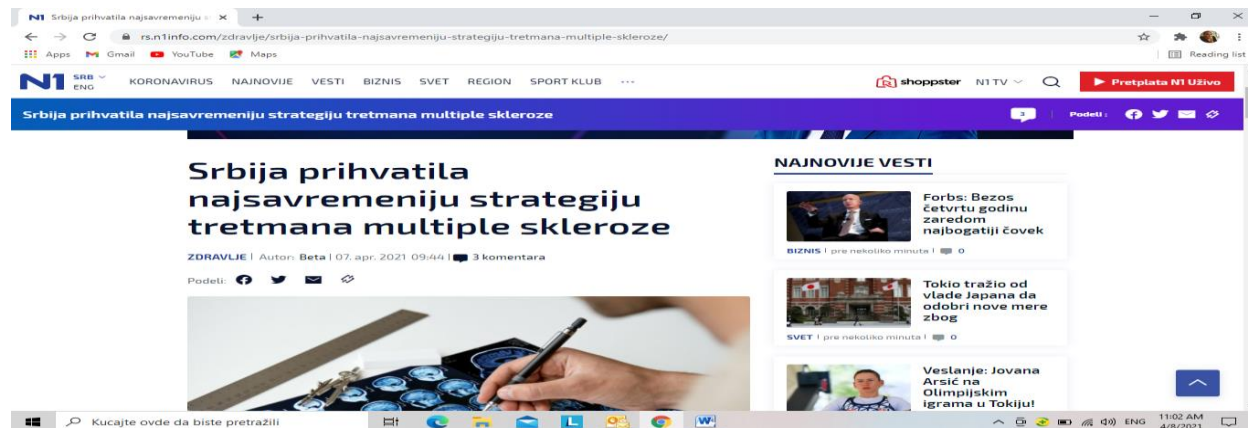 N1 Srbija prihvatila najsavremeniju s
rs.n1info.com/zdravlje/srbija-prihvatila-najsavremeniju-strategiju-tretmana-multiple-skleroze/
Apps Gmail YouTube Maps Reading list
N1 SRB KORONAVIRUS NAJNOVIJE VESTI BIZNIS SVET REGION SPORT KLUB ... shoppster N1 TV Pretplata N1 Uživo
ENG
Srbija prihvatila najsavremeniju strategiju tretmana multiple skleroze 3 Podeli:
Srbija prihvatila
najsavremeniju strategiju
tretmana multiple skleroze
ZDRAVLJE | Autor: Beta | 07. apr. 2021 09:44 | 3 komentara
Podeli:
NAJNOVIJE VESTI
Forbs: Bezos
četvrtu godinu
zaredom
najbogatiji čovek
BIZNIS | pre nekoliko minuta | 0
Tokio tražio od
vlade Japana da
odobri nove mere
zbog
SVET | pre nekoliko minuta | 0
Veslanje: Jovana
Arsić na
Olimpijskim
igrama u Tokiju!
Kucajte ovde da biste pretražili ENG 11:02 AM
4/8/2021